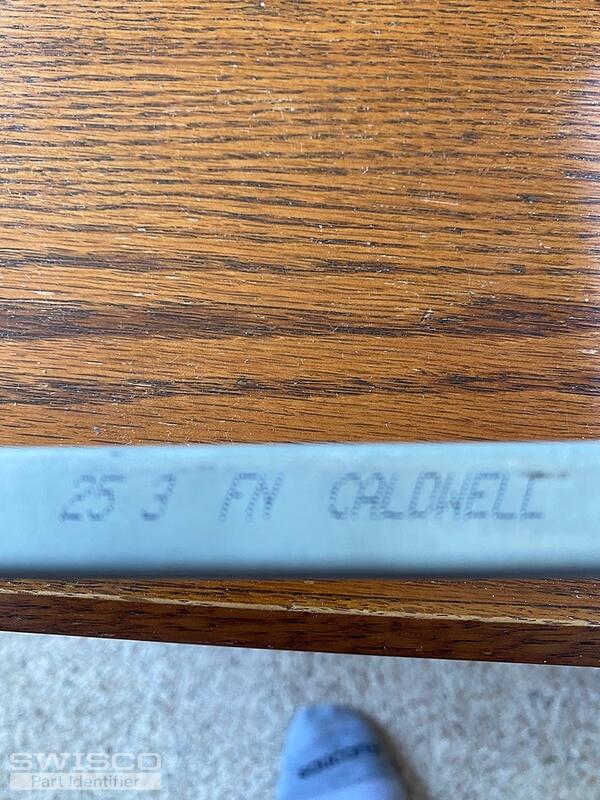 25 3 FN CALDWELL
SWISCO
Part Identifier